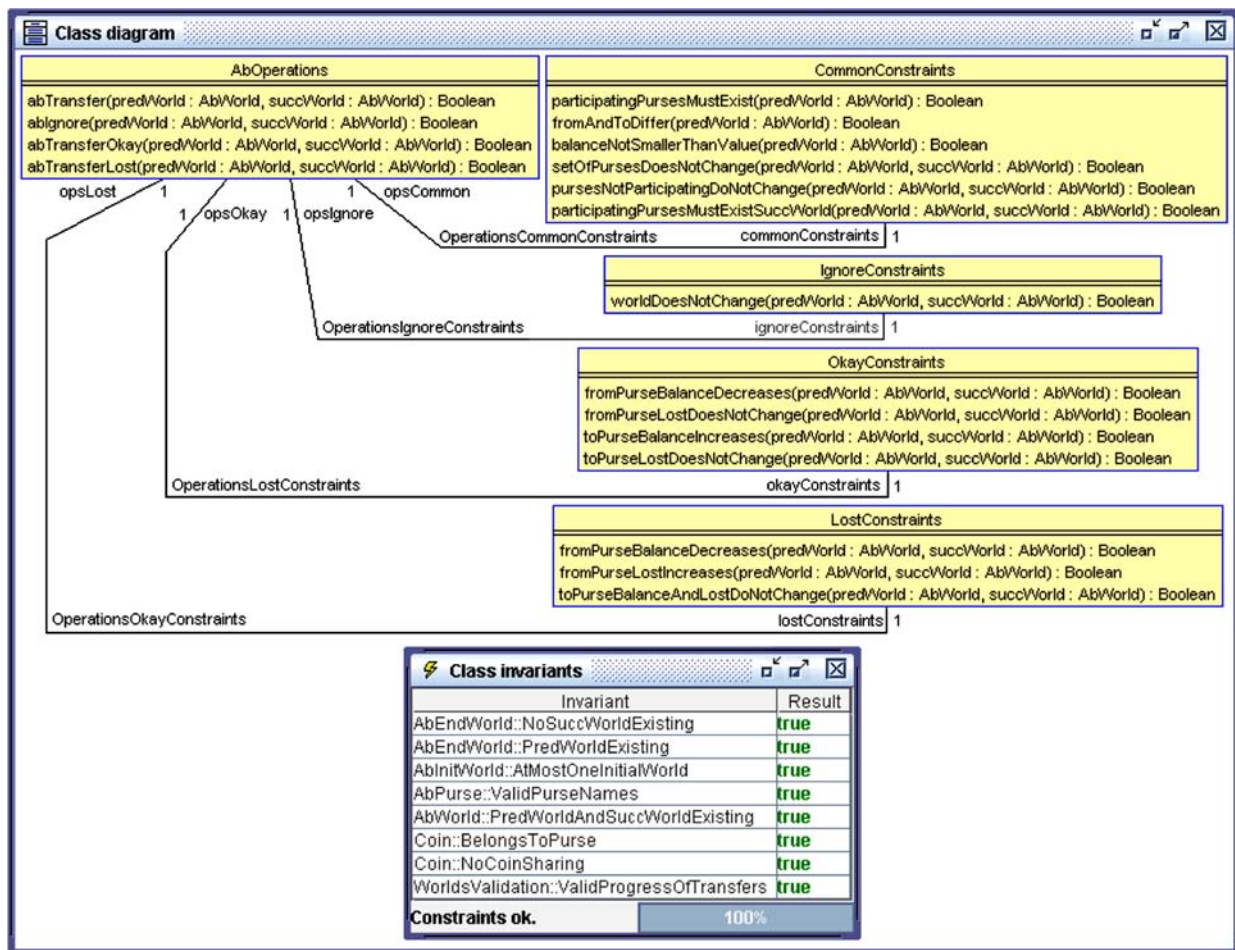 Class diagram
AbOperations
abTransfer(predWorld : AbWorld, succWorld : AbWorld) : Boolean
abIgnore(predWorld : AbWorld, succWorld : AbWorld) : Boolean
abTransferOkay(predWorld : AbWorld, succWorld : AbWorld) : Boolean
abTransferLost(predWorld : AbWorld, succWorld : AbWorld) : Boolean
CommonConstraints
participatingPursesMustExist(predWorld : AbWorld) : Boolean
fromAndToDiffer(predWorld : AbWorld) : Boolean
balanceNotSmallerThanValue(predWorld : AbWorld) : Boolean
setOfPursesDoesNotChange(predWorld : AbWorld, succWorld : AbWorld) : Boolean
pursesNotParticipatingDoNotChange(predWorld : AbWorld, succWorld : AbWorld) : Boolean
participatingPursesMustExistSuccWorld(predWorld : AbWorld, succWorld : AbWorld) : Boolean
opsLost 1 1 opsCommon
1 opsOkay 1 opsIgnore
OperationsCommonConstraints commonConstraints 1
IgnoreConstraints
worldDoesNotChange(predWorld : AbWorld, succWorld : AbWorld) : Boolean
OperationsIgnoreConstraints ignoreConstraints 1
OkayConstraints
fromPurseBalanceDecreases(predWorld : AbWorld, succWorld : AbWorld) : Boolean
fromPurseLostDoesNotChange(predWorld : AbWorld, succWorld : AbWorld) : Boolean
toPurseBalanceIncreases(predWorld : AbWorld, succWorld : AbWorld) : Boolean
toPurseLostDoesNotChange(predWorld : AbWorld, succWorld : AbWorld) : Boolean
OperationsLostConstraints okayConstraints 1
LostConstraints
fromPurseBalanceDecreases(predWorld : AbWorld, succWorld : AbWorld) : Boolean
fromPurseLostIncreases(predWorld : AbWorld, succWorld : AbWorld) : Boolean
toPurseBalanceAndLostDoNotChange(predWorld : AbWorld, succWorld : AbWorld) : Boolean
OperationsOkayConstraints lostConstraints 1
Class invariants
Invariant Result
AbEndWorld::NoSuccWorldExisting true
AbEndWorld::PredWorldExisting true
AbInitWorld::AtMostOneInitialWorld true
AbPurse::ValidPurseNames true
AbWorld::PredWorldAndSuccWorldExisting true
Coin::BelongsToPurse true
Coin::NoCoinSharing true
WorldsValidation::ValidProgressOfTransfers true
Constraints ok. 100%